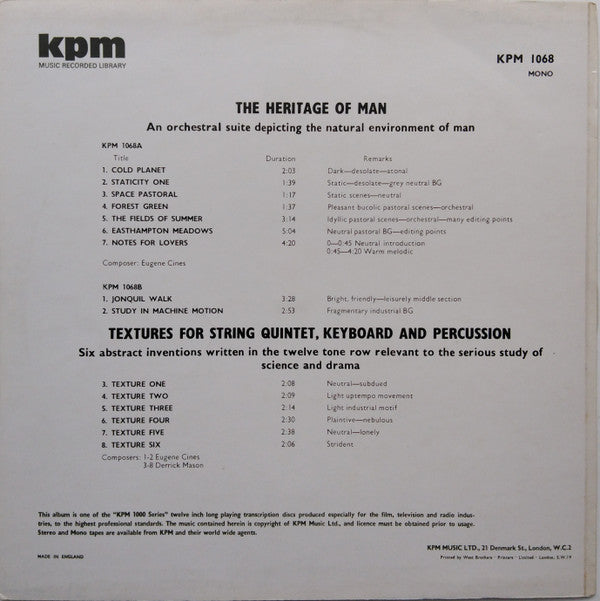 kpm
MUSIC RECORDED LIBRARY
KPM 1068
MONO
THE HERITAGE OF MAN
An orchestral suite depicting the natural environment of man
KPM 1068A
Title Duration Remarks
1. COLD PLANET 2:03 Dark—desolate—atonal
2. STATICITY ONE 1:39 Static—desolate—grey neutral BG
3. SPACE PASTORAL 1:17 Static scenes—neutral
4. FOREST GREEN 1:37 Pleasant bucolic pastoral scenes—orchestral
5. THE FIELDS OF SUMMER 3:14 Idyllic pastoral scenes—orchestral—many editing points
6. EASTHAMPTON MEADOWS 5:04 Neutral pastoral BG—editing points
7. NOTES FOR LOVERS 4:20 0—0:45 Neutral introduction
0:45—4:20 Warm melodic
Composer: Eugene Cines
KPM 1068B
1. JONQUIL WALK 3:28 Bright, friendly—leisurely middle section
2. STUDY IN MACHINE MOTION 2:53 Fragmentary industrial BG
TEXTURES FOR STRING QUINTET, KEYBOARD AND PERCUSSION
Six abstract inventions written in the twelve tone row relevant to the serious study of
science and drama
3. TEXTURE ONE 2:08 Neutral—subdued
4. TEXTURE TWO 2:09 Light uptempo movement
5. TEXTURE THREE 2:14 Light industrial motif
6. TEXTURE FOUR 2:30 Plaintive—nebulous
7. TEXTURE FIVE 2:38 Neutral—lonely
8. TEXTURE SIX 2:06 Strident
Composers: 1-2 Eugene Cines
3-8 Derrick Mason
This album is one of the "KPM 1000 Series" twelve inch long playing transcription discs produced especially for the film, television and radio indus-
tries, to the highest professional standards. The music contained herein is copyright of KPM Music Ltd., and licence must be obtained prior to usage.
Stereo and Mono tapes are available from KPM and their world wide agents.
KPM MUSIC LTD., 21 Denmark St., London, W.C.2
MADE IN ENGLAND
Printed by West Brothers · Printers · Limited · London, S.W.19